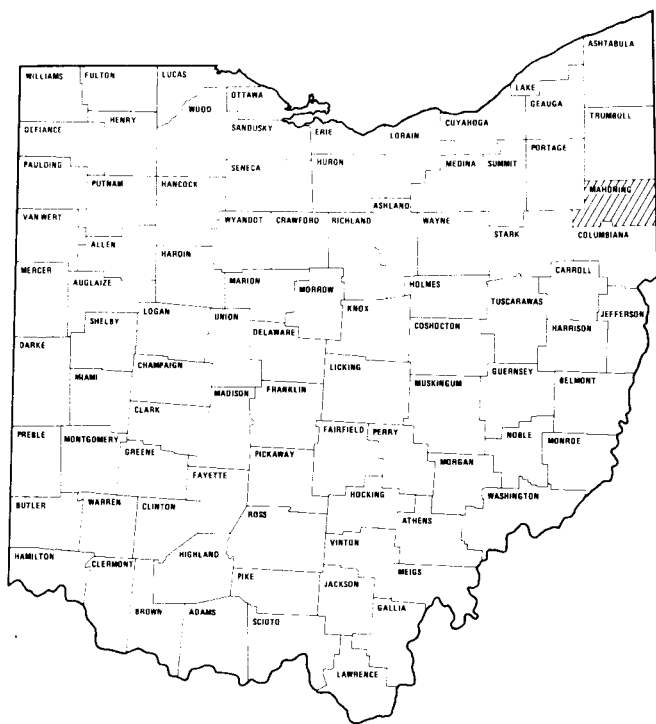 ASHTABULA
WILLIAMS
FULTON
LUCAS
LAKE
GEAUGA
OTTAWA
WOOD
HENRY
TRUMBULL
DEFIANCE
SANDUSKY
ERIE
LORAIN
CUYAHOGA
PORTAGE
PAULDING
SENECA
HURON
MEDINA
SUMMIT
PUTNAM
HANCOCK
MAHONING
ASHLAND
VAN WERT
WYANDOT
CRAWFORD
RICHLAND
WAYNE
STARK
COLUMBIANA
ALLEN
HARDIN
MERCER
AUGLAIZE
MARION
MORROW
HOLMES
CARROLL
TUSCARAWAS
LOGAN
UNION
KNOX
JEFFERSON
SHELBY
DELAWARE
COSHOCTON
HARRISON
DARKE
CHAMPAIGN
LICKING
GUERNSEY
MIAMI
MADISON
FRANKLIN
MUSKINGUM
BELMONT
CLARK
PREBLE
MONTGOMERY
FAIRFIELD
PERRY
NOBLE
MONROE
GREENE
PICKAWAY
MORGAN
FAYETTE
HOCKING
WASHINGTON
BUTLER
WARREN
CLINTON
ROSS
ATHENS
VINTON
HAMILTON
CLERMONT
HIGHLAND
PIKE
JACKSON
MEIGS
BROWN
ADAMS
SCIOTO
GALLIA
LAWRENCE